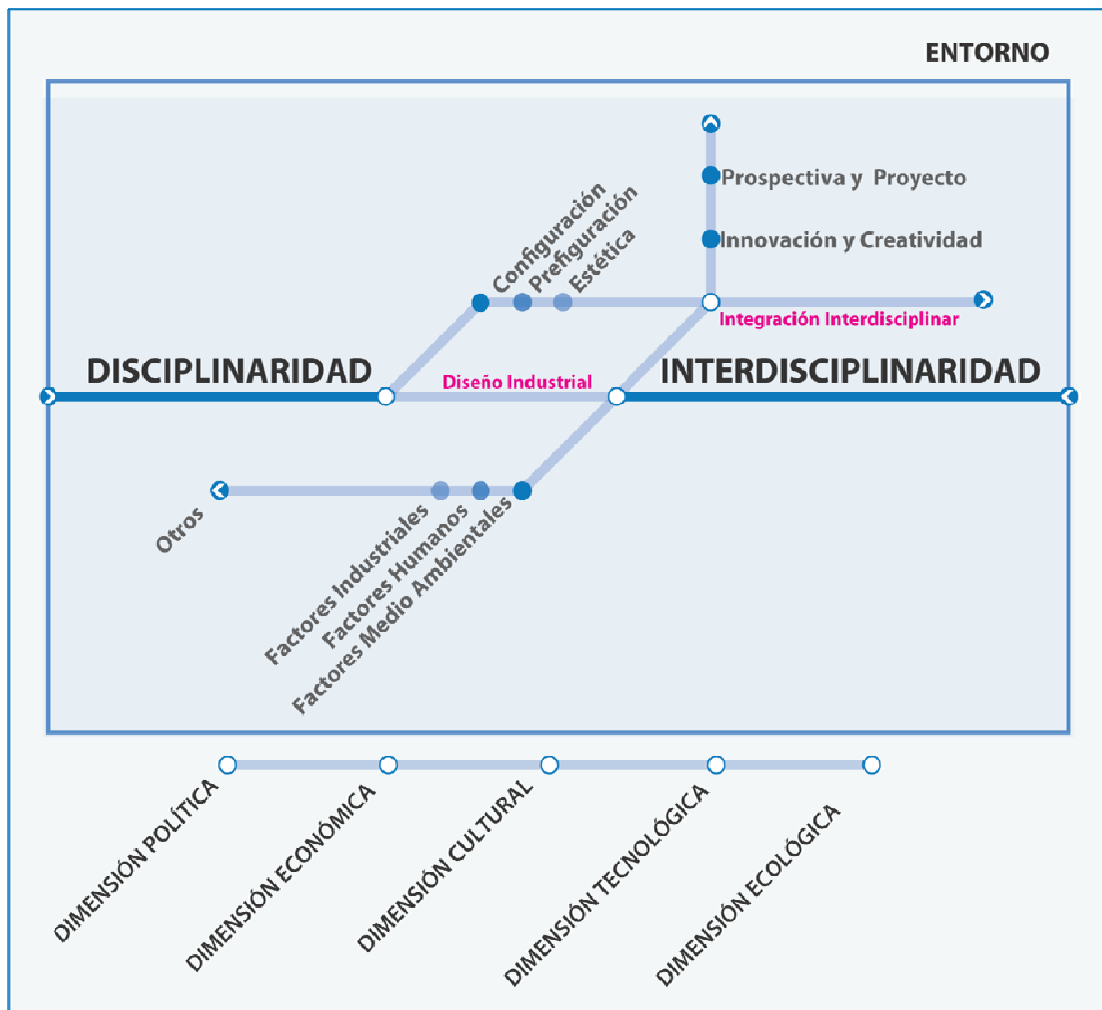 ENTORNO
Prospectiva y Proyecto
Innovación y Creatividad
Configuración
Prefiguración
Estética
Integración Interdisciplinar
DISCIPLINARIDAD
Diseño Industrial
INTERDISCIPLINARIDAD
Otros
Factores Industriales
Factores Humanos
Factores Medio Ambientales
DIMENSIÓN POLÍTICA
DIMENSIÓN ECONÓMICA
DIMENSIÓN CULTURAL
DIMENSIÓN TECNOLÓGICA
DIMENSIÓN ECOLÓGICA